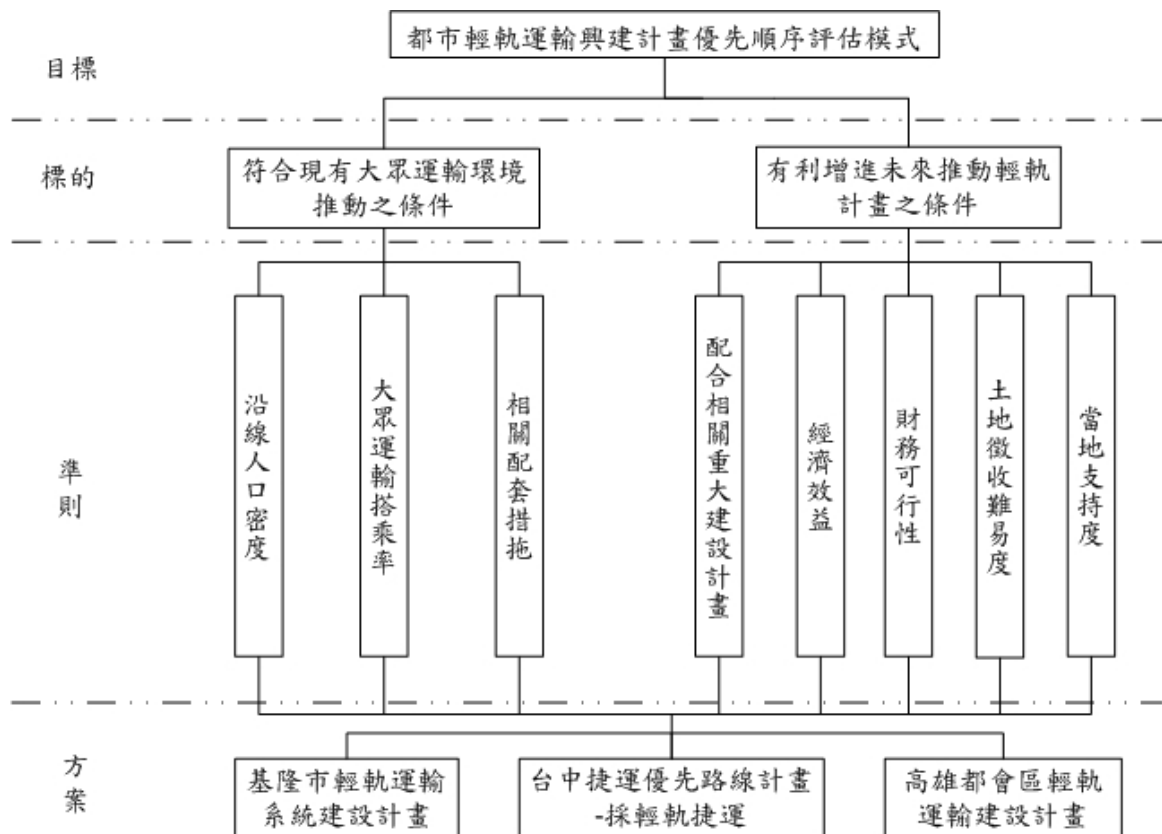 都市輕軌運輸興建計畫優先順序評估模式
目標
標的
符合現有大眾運輸環境
推動之條件
有利增進未來推動輕軌
計畫之條件
準則
沿線人口密度
大眾運輸搭乘率
相關配套措拖
配合相關重大建設計畫
經濟效益
財務可行性
土地徵收難易度
當地支持度
方案
基隆市輕軌運輸
系統建設計畫
台中捷運優先路線計畫
-採輕軌捷運
高雄都會區輕軌
運輸建設計畫